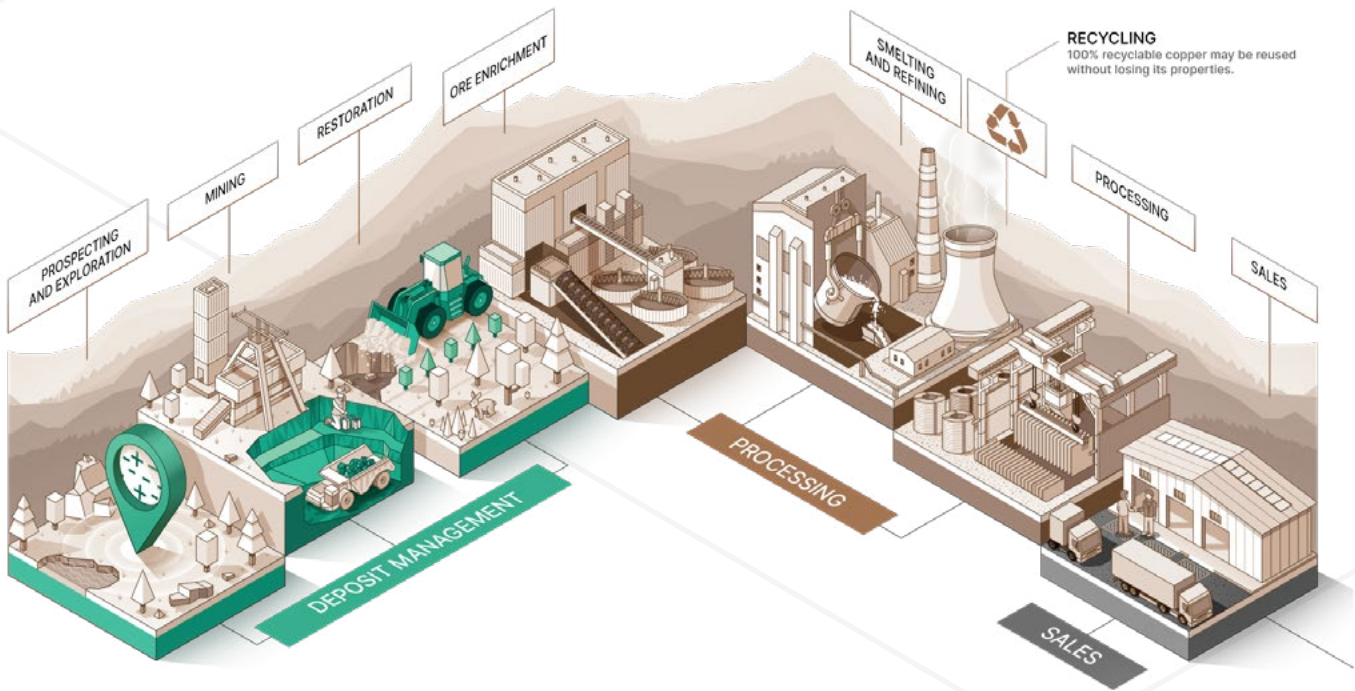 PROSPECTING
AND EXPLORATION
MINING
RESTORATION
ORE ENRICHMENT
SMELTING
AND REFINING
RECYCLING
100% recyclable copper may be reused
without losing its properties.
PROCESSING
SALES
DEPOSIT MANAGEMENT
PROCESSING
SALES